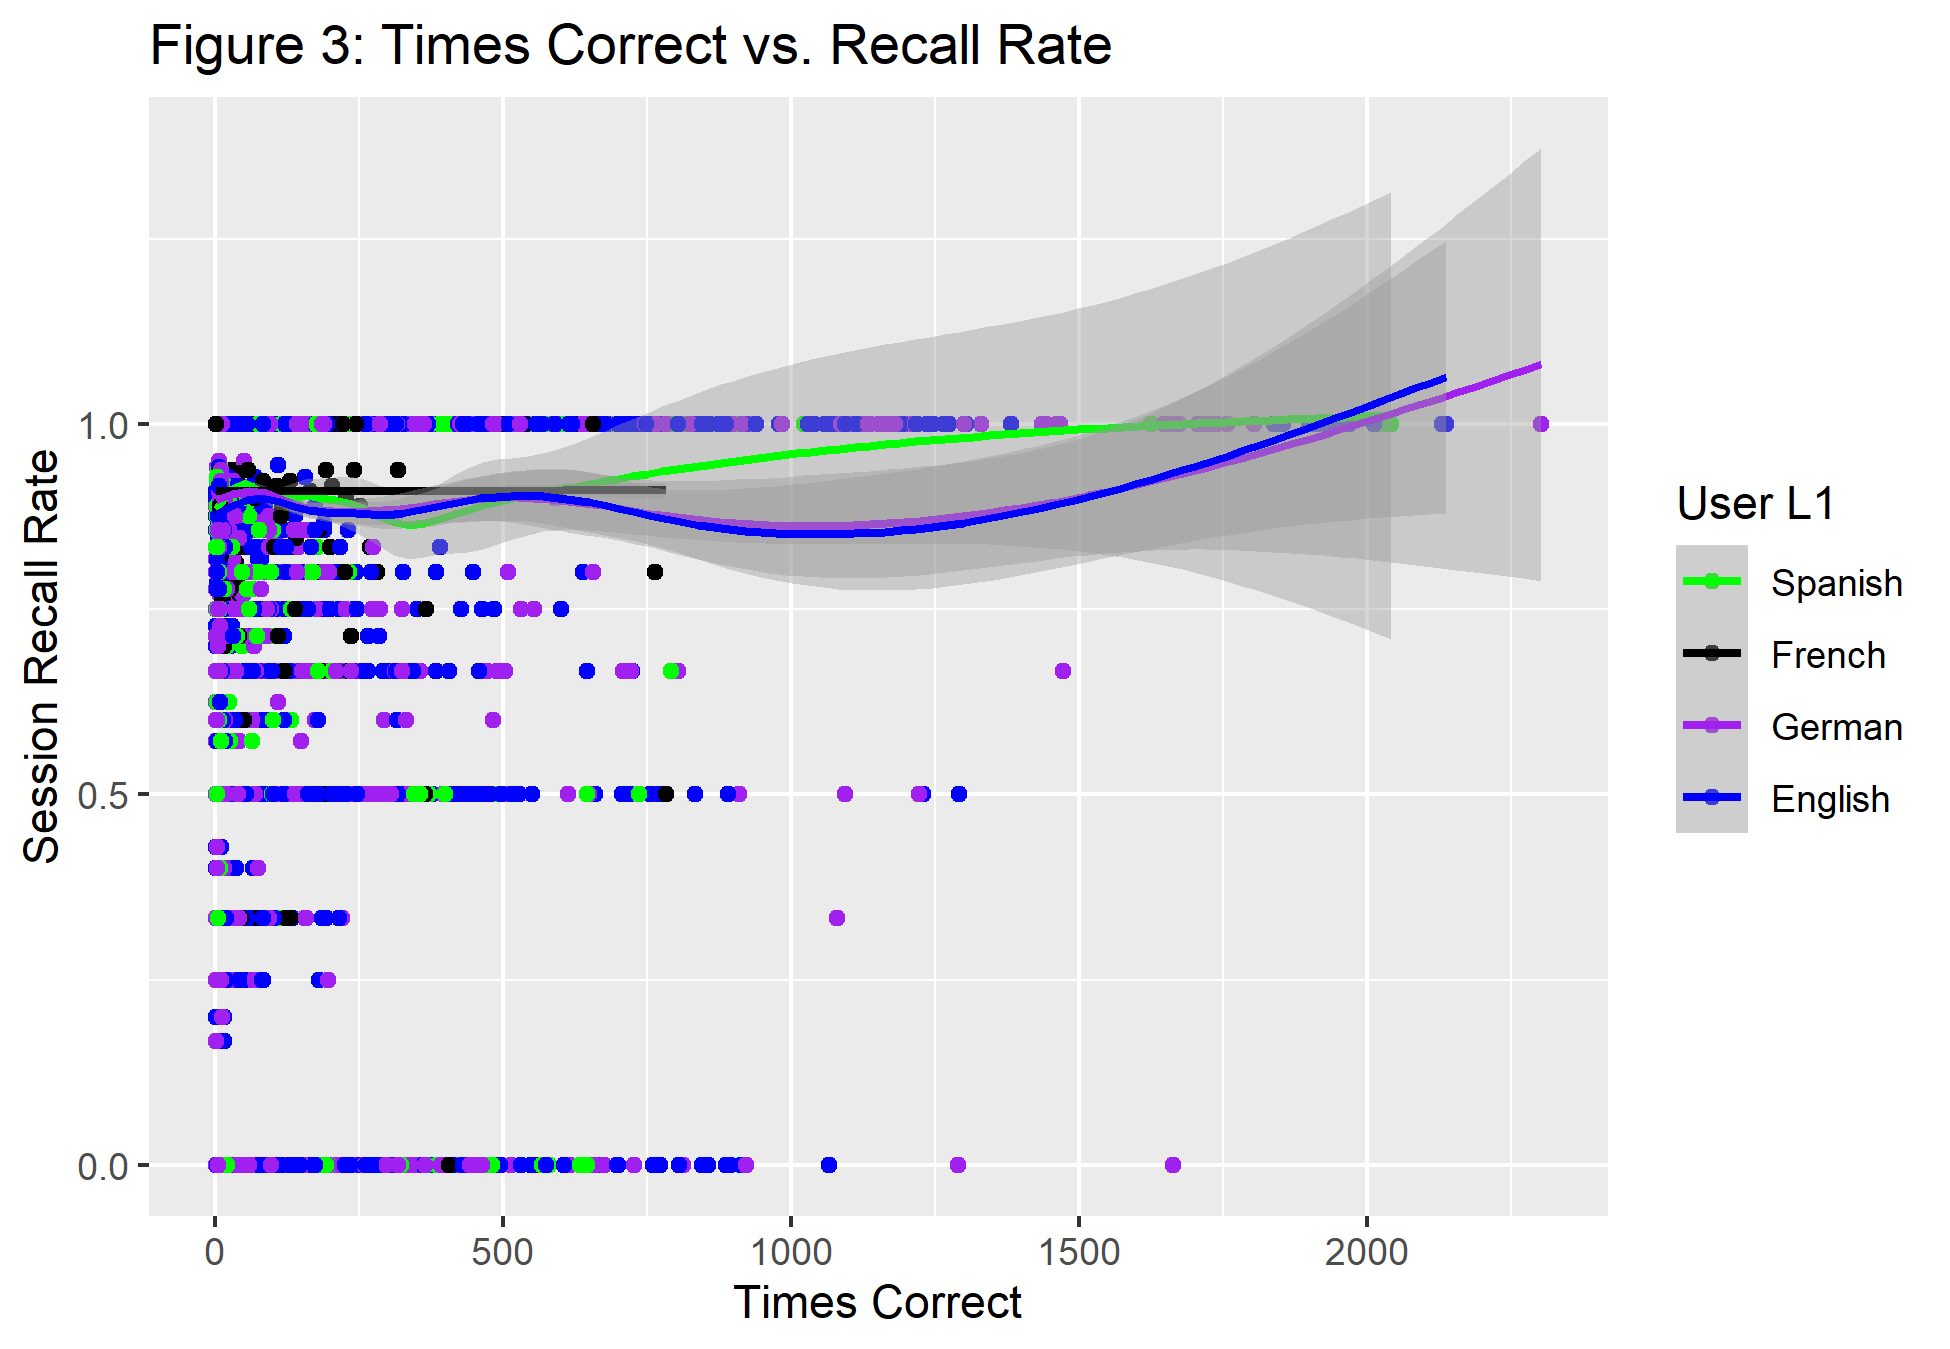 Figure 3: Times Correct vs. Recall Rate
Session Recall Rate
1.0
0.5
0.0
0
500
1000
1500
2000
Times Correct
User L1
Spanish
French
German
English